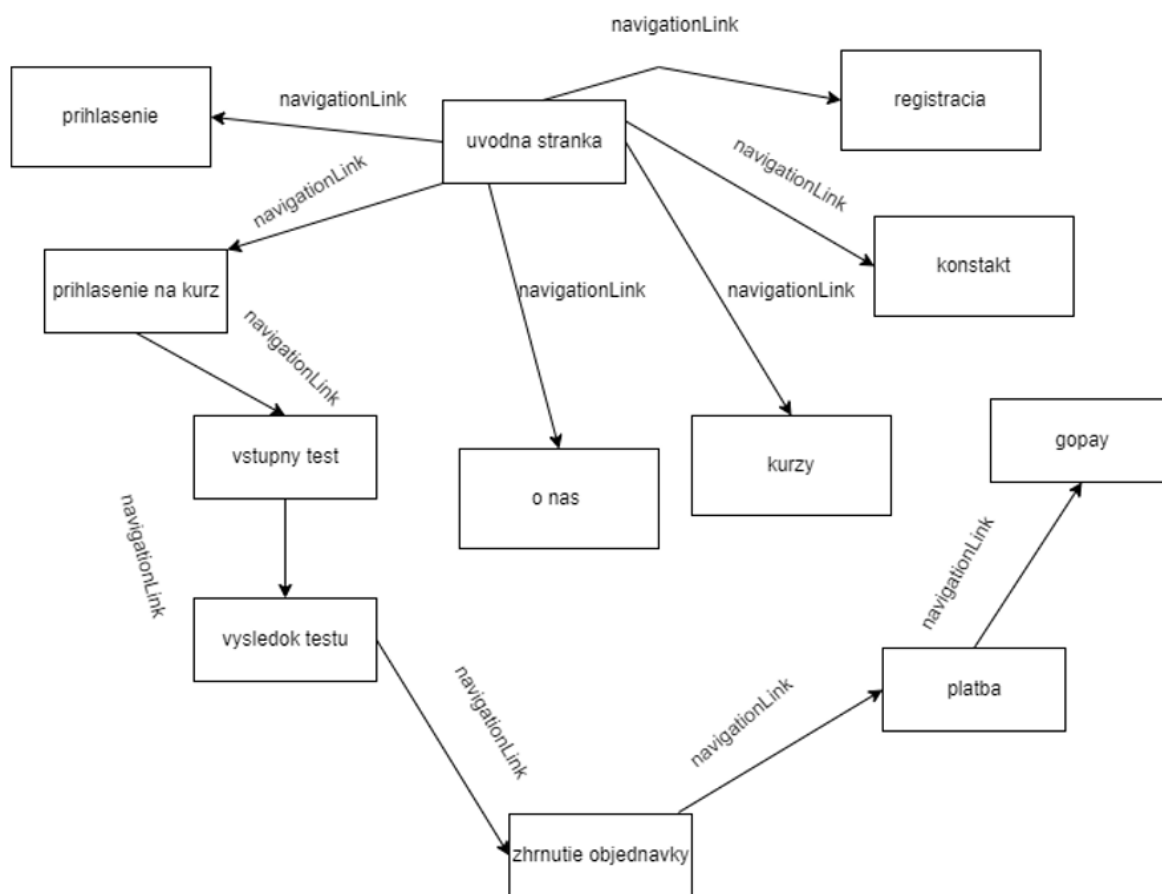 navigationLink
registracia
prihlasenie
navigationLink
uvodna stranka
navigationLink
navigationLink
konstakt
prihlasenie na kurz
navigationLink
navigationLink
navigationLink
vstupny test
o nas
kurzy
gopay
navigationLink
vysledok testu
navigationLink
navigationLink
navigationLink
platba
zhrnutie objednavky